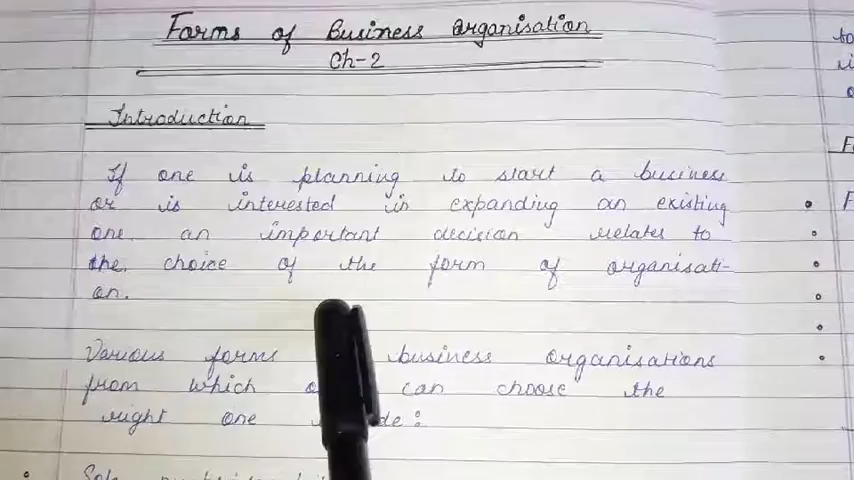 Forms of Business Organisation
Ch-2
Introduction
If one is planning to start a business
or is interested in expanding an existing
one an important decision relates to
the choice of the form of organisati-
on.
Various forms business organisations
from which can choose the
right one